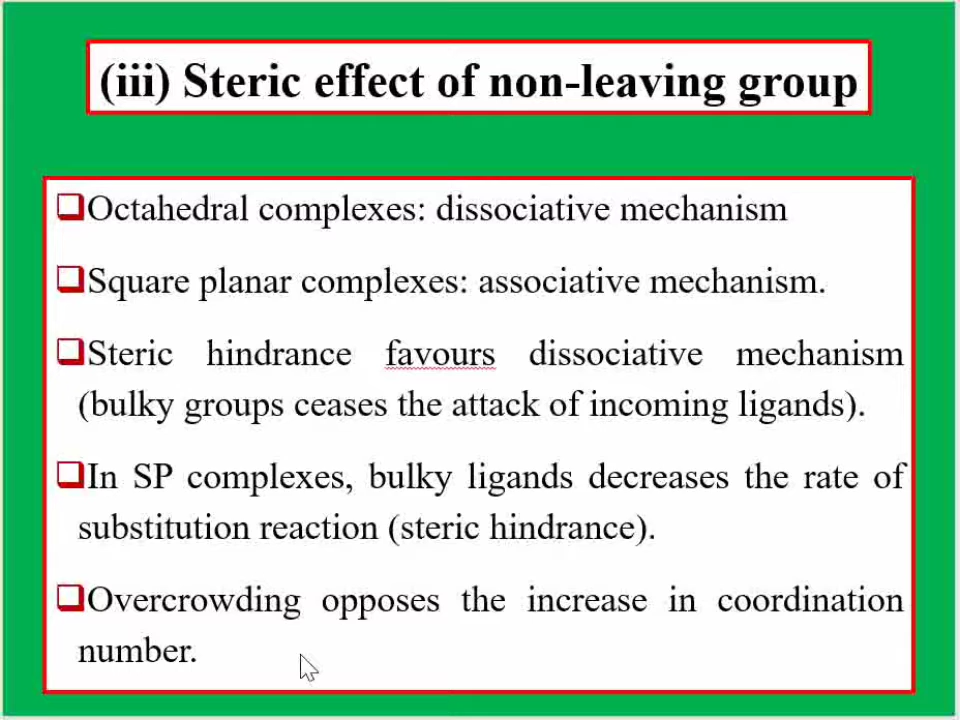 (iii) Steric effect of non-leaving group
❑Octahedral complexes: dissociative mechanism
❑Square planar complexes: associative mechanism.
❑Steric hindrance favours dissociative mechanism
(bulky groups ceases the attack of incoming ligands).
❑In SP complexes, bulky ligands decreases the rate of
substitution reaction (steric hindrance).
❑Overcrowding opposes the increase in coordination
number.